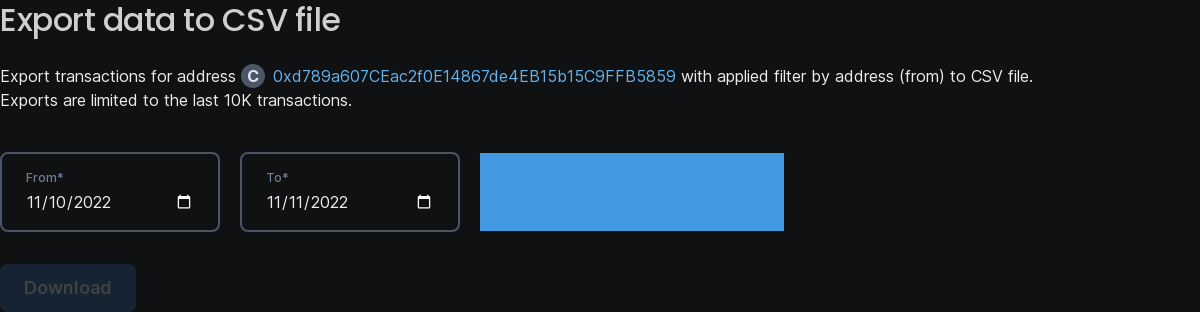 Export data to CSV file
Export transactions for address C 0xd789a607CEac2f0E14867de4EB15b15C9FFB5859 with applied filter by address (from) to CSV file.
Exports are limited to the last 10K transactions.
From*
11/10/2022
To*
11/11/2022
Download